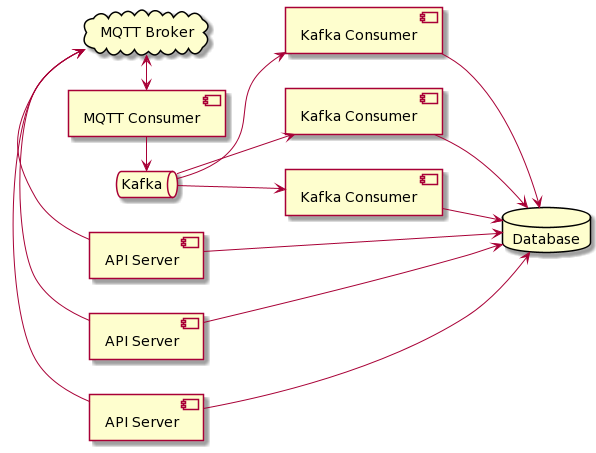 MQTT Broker
Kafka Consumer
MQTT Consumer
Kafka Consumer
Kafka
Kafka Consumer
API Server
Database
API Server
API Server